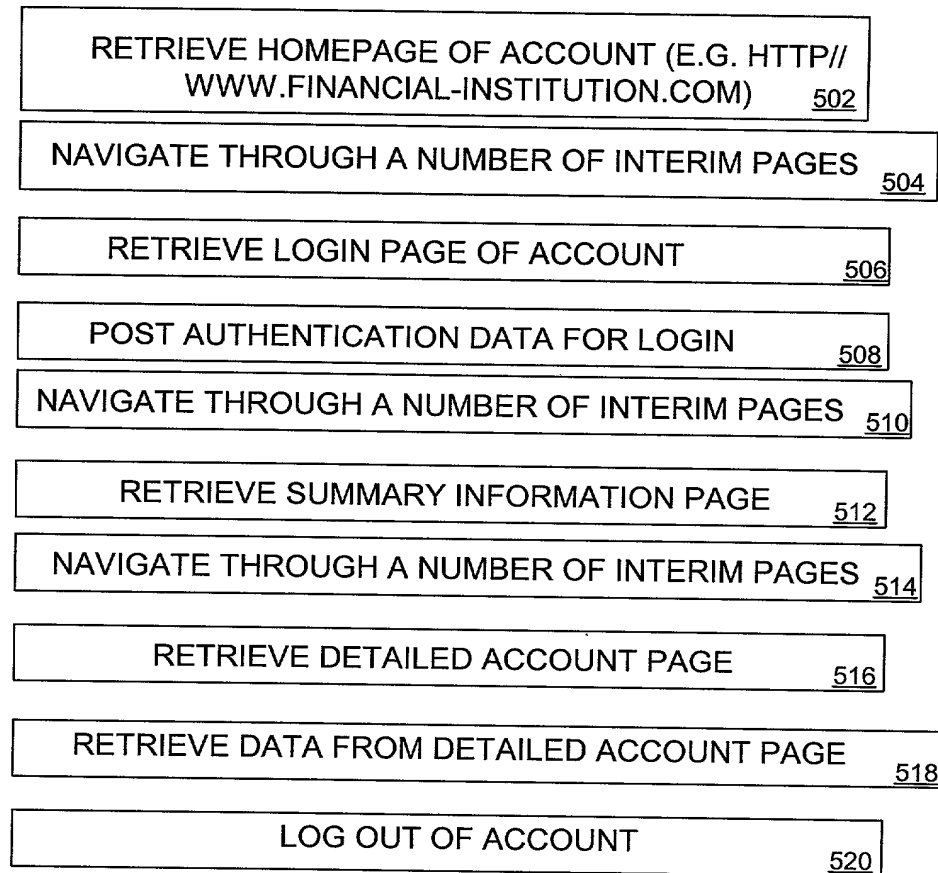 RETRIEVE HOMEPAGE OF ACCOUNT (E.G. HTTP//
WWW.FINANCIAL-INSTITUTION.COM) 502
NAVIGATE THROUGH A NUMBER OF INTERIM PAGES 504
RETRIEVE LOGIN PAGE OF ACCOUNT 506
POST AUTHENTICATION DATA FOR LOGIN 508
NAVIGATE THROUGH A NUMBER OF INTERIM PAGES 510
RETRIEVE SUMMARY INFORMATION PAGE 512
NAVIGATE THROUGH A NUMBER OF INTERIM PAGES 514
RETRIEVE DETAILED ACCOUNT PAGE 516
RETRIEVE DATA FROM DETAILED ACCOUNT PAGE 518
LOG OUT OF ACCOUNT 520